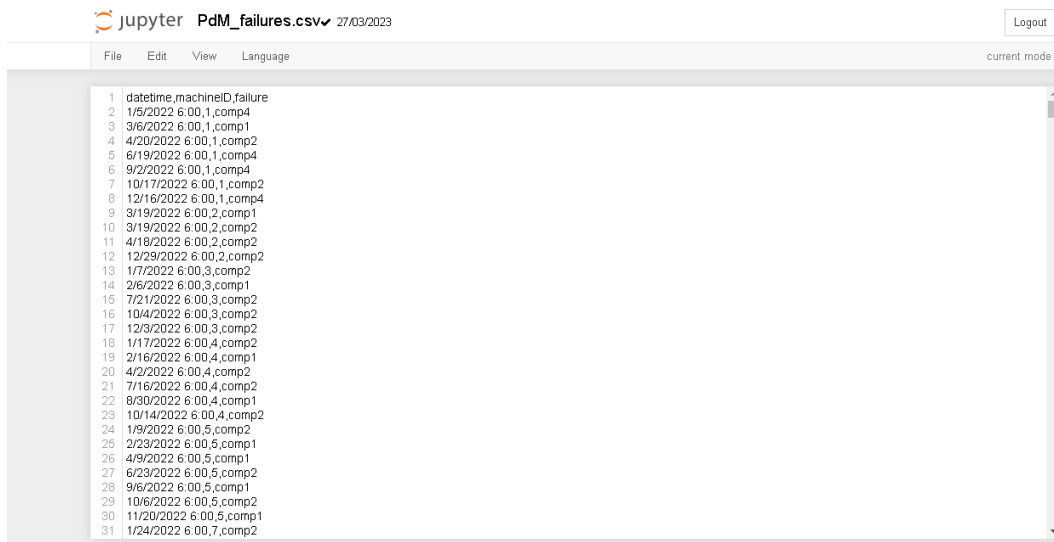 jupyter PdM_failures.csv✔ 27/03/2023
Logout
File Edit View Language
current mode
1 datetime,machineID,failure
2 1/5/2022 6:00,1,comp4
3 3/6/2022 6:00,1,comp1
4 4/20/2022 6:00,1,comp2
5 6/19/2022 6:00,1,comp4
6 9/2/2022 6:00,1,comp4
7 10/17/2022 6:00,1,comp2
8 12/16/2022 6:00,1,comp4
9 3/19/2022 6:00,2,comp1
10 3/19/2022 6:00,2,comp2
11 4/18/2022 6:00,2,comp2
12 12/29/2022 6:00,2,comp2
13 1/7/2022 6:00,3,comp2
14 2/6/2022 6:00,3,comp1
15 7/21/2022 6:00,3,comp2
16 10/4/2022 6:00,3,comp2
17 12/3/2022 6:00,3,comp2
18 1/17/2022 6:00,4,comp2
19 2/16/2022 6:00,4,comp1
20 4/2/2022 6:00,4,comp2
21 7/16/2022 6:00,4,comp2
22 8/30/2022 6:00,4,comp1
23 10/14/2022 6:00,4,comp2
24 1/9/2022 6:00,5,comp2
25 2/23/2022 6:00,5,comp1
26 4/9/2022 6:00,5,comp1
27 6/23/2022 6:00,5,comp2
28 9/6/2022 6:00,5,comp1
29 10/6/2022 6:00,5,comp2
30 11/20/2022 6:00,5,comp1
31 1/24/2022 6:00,7,comp2